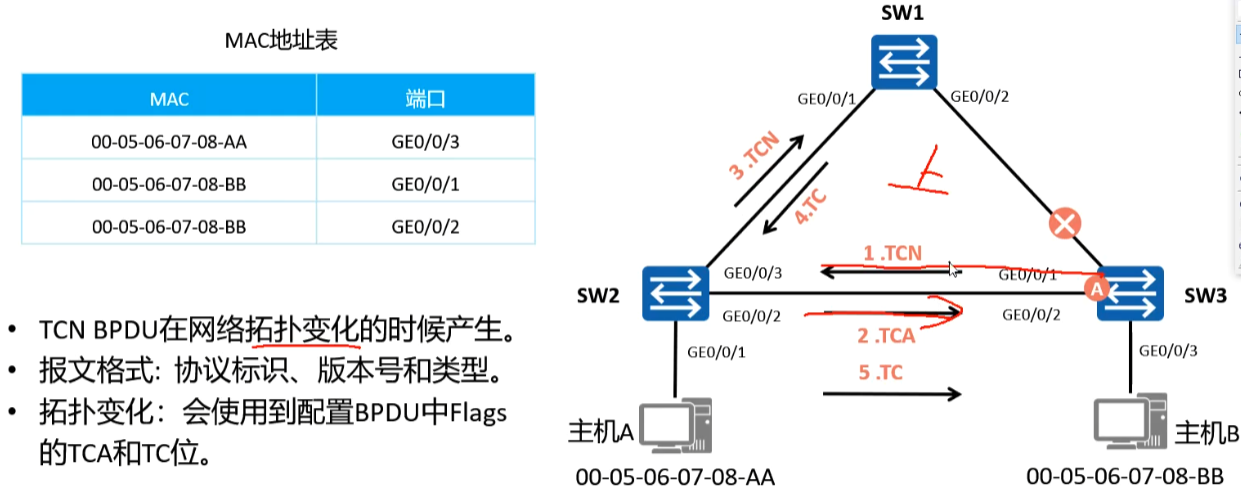 MAC地址表
MAC 端口
00-05-06-07-08-AA GE0/0/3
00-05-06-07-08-BB GE0/0/1
00-05-06-07-08-BB GE0/0/2
• TCN BPDU在网络拓扑变化的时候产生。
• 报文格式: 协议标识、版本号和类型。
• 拓扑变化：会使用到配置BPDU中Flags
的TCA和TC位。
SW1
GE0/0/1 GE0/0/2
3 .TCN
4.TC
上
1 .TCN
GE0/0/3 GE0/0/1
SW2 A SW3
GE0/0/2 GE0/0/2
2 .TCA
GE0/0/1 GE0/0/3
5 .TC
主机A 主机B
00-05-06-07-08-AA 00-05-06-07-08-BB